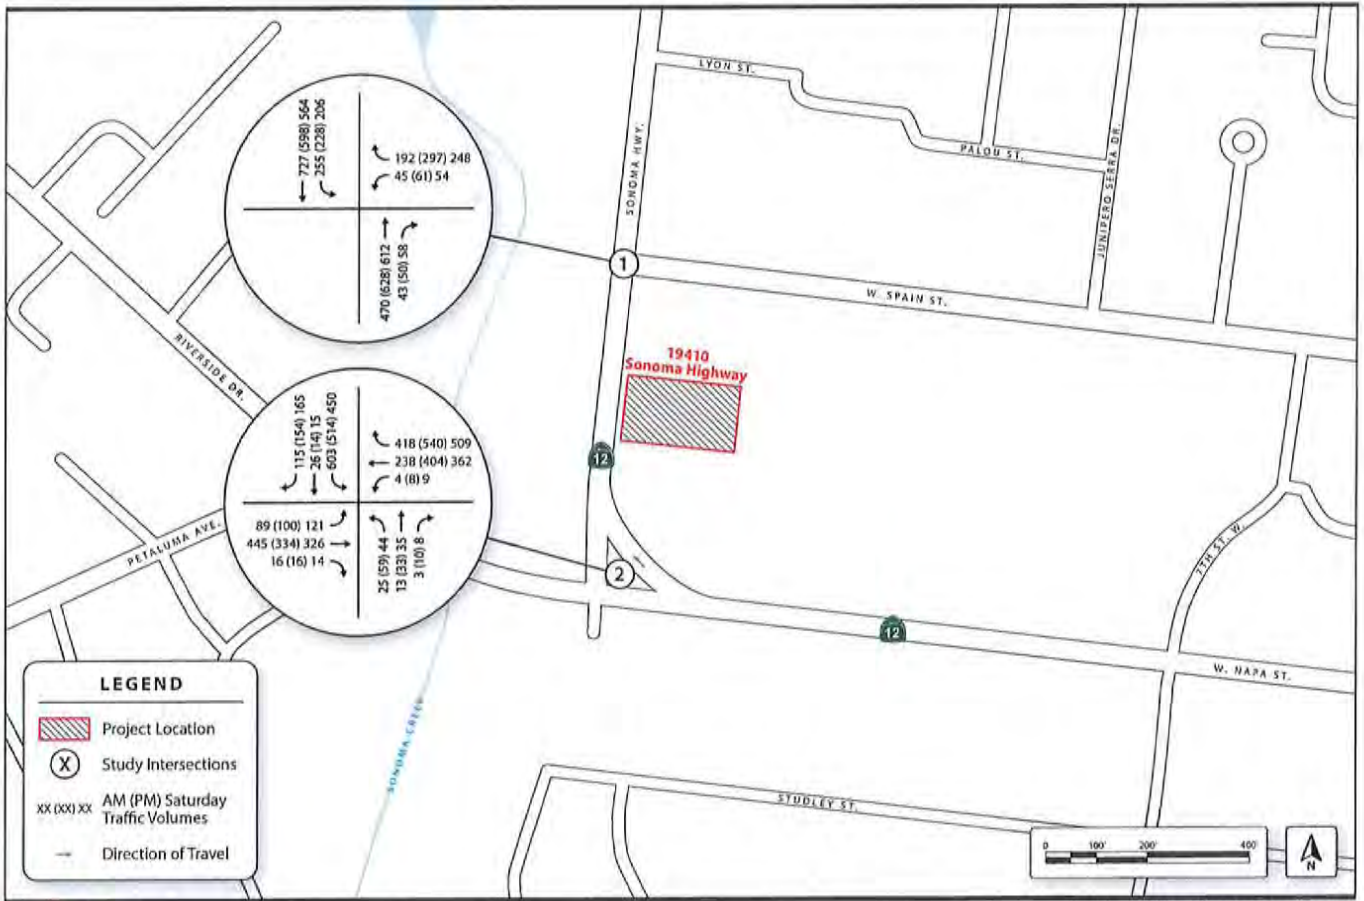 LYON ST.
PALOU ST.
JUNIPERO SERRA DR.
SONOMA HWY.
727 (598) 564
255 (228) 206
192 (297) 248
45 (61) 54
470 (628) 612
43 (50) 58
1
W. SPAIN ST.
RIVERSIDE DR.
19410
Sonoma Highway
12
115 (154) 165
26 (14) 15
603 (514) 450
418 (540) 509
238 (404) 362
4 (8) 9
89 (100) 121
445 (334) 326
16 (16) 14
25 (59) 44
13 (33) 35
3 (10) 8
PETALUMA AVE.
2
7TH ST. W.
12
W. NAPA ST.
SONOMA CREEK
STUDLEY ST.
LEGEND
Project Location
X Study Intersections
XX (XX) XX AM (PM) Saturday
Traffic Volumes
Direction of Travel
0 100' 200' 400'
N